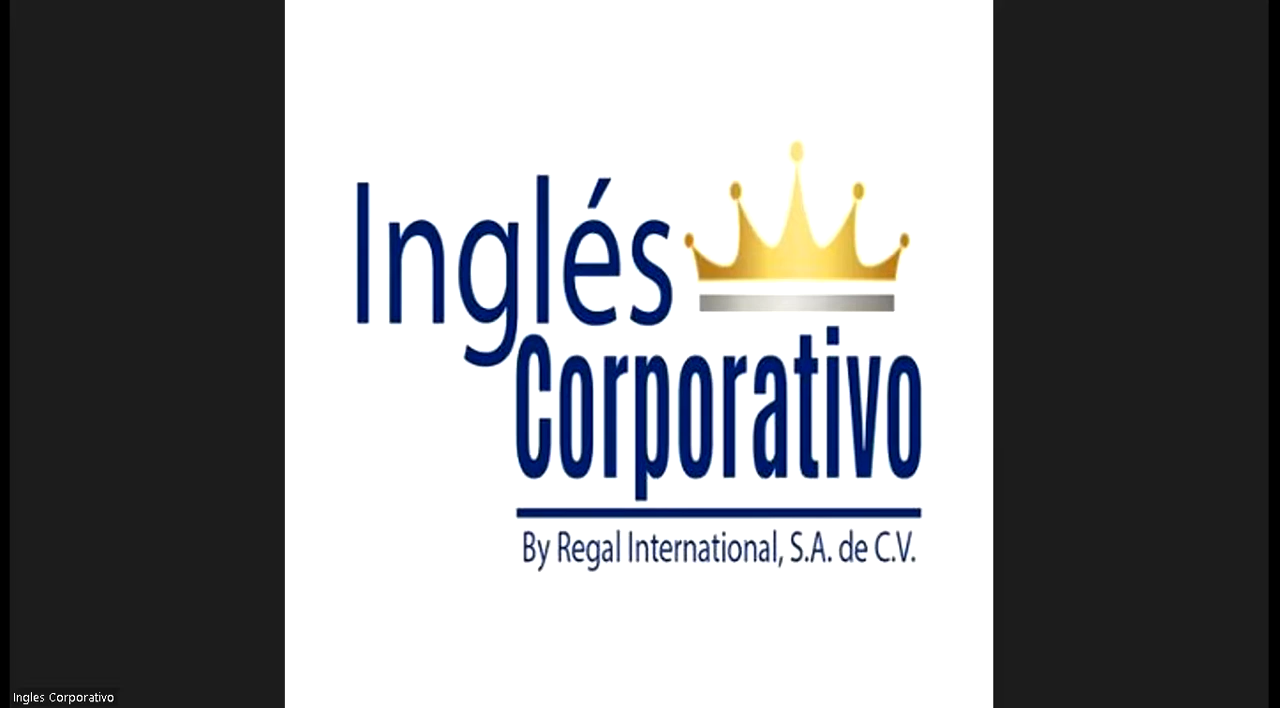 Inglés
Corporativo
By Regal International, S.A. de C.V.
Ingles Corporativo